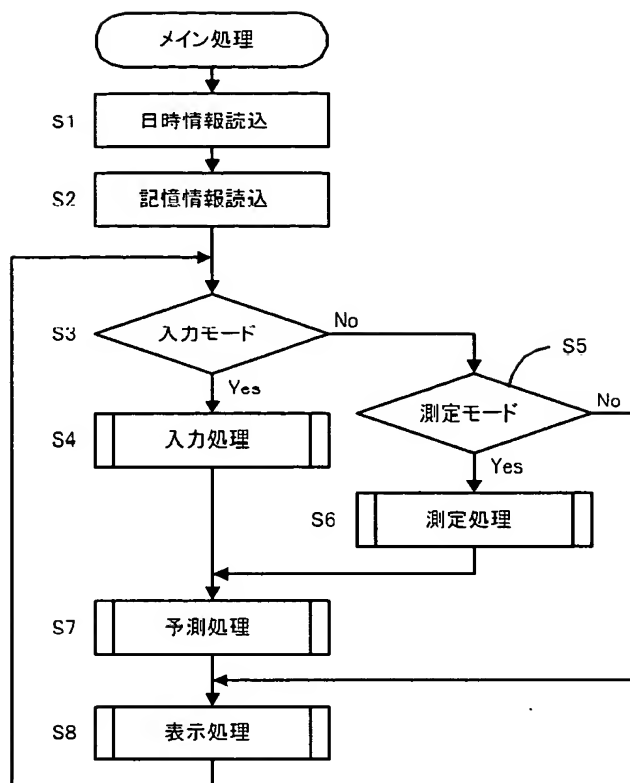 メイン処理
S1 日時情報読込
S2 記憶情報読込
S3 入力モード No
S5
Yes
測定モード No
S4 入力処理
Yes
S6 測定処理
S7 予測処理
S8 表示処理